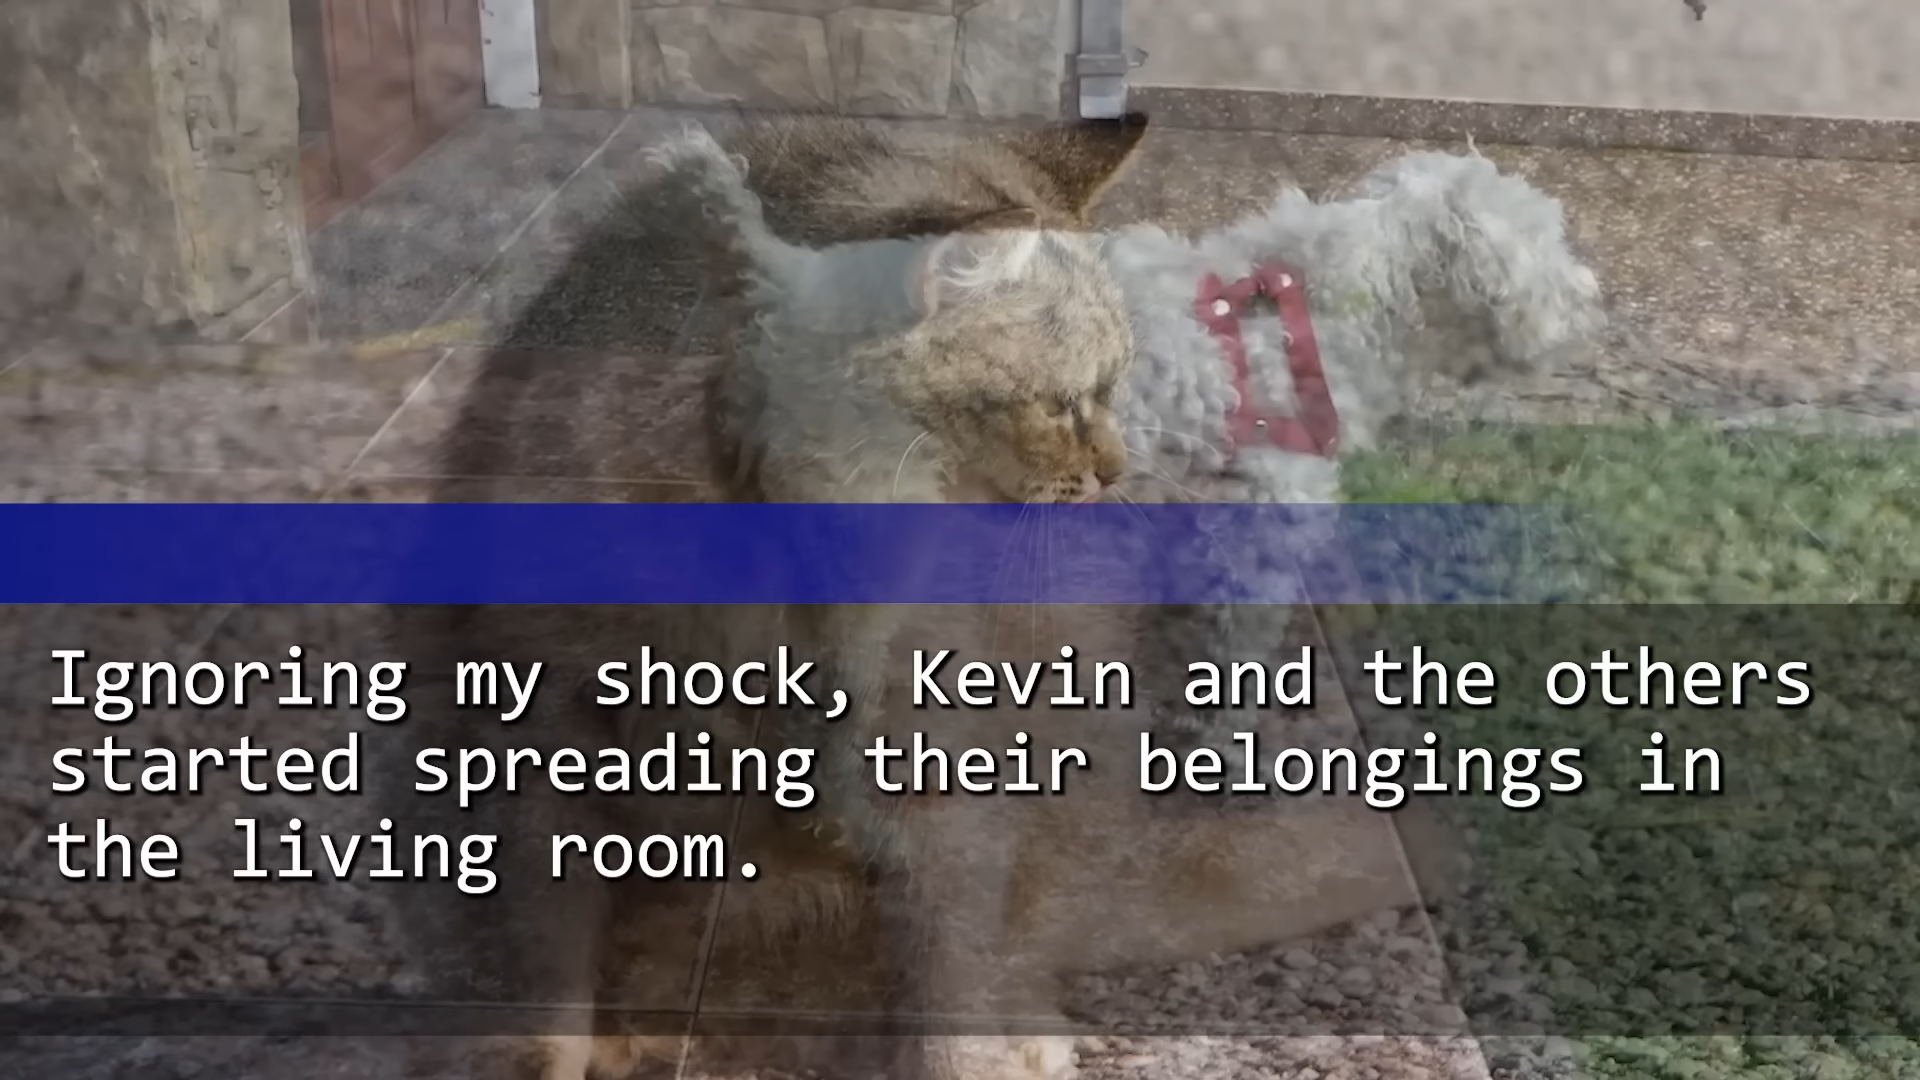 Ignoring my shock, Kevin and the others
started spreading their belongings in
the living room.